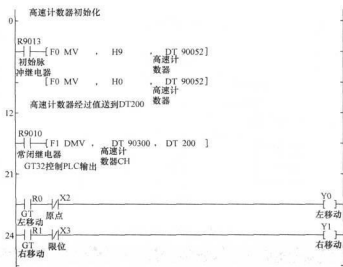 高速计数器初始化
0
R9013
[F0 MV , H9 , DT 90052]
初始脉
冲继电器
高速计
数器
[F0 MV , H0 , DT 90052]
高速计
数器
高速计数器经过值送到DT200
12
R9010
16
[F1 DMV , DT 90300 , DT 200 ]
常闭继电器
高速计
数器CH
GT32控制PLC输出
21
R0 X2 Y0
GT 原点 左移动
左移动
R1 X3 Y1
24
GT 限位 右移动
右移动